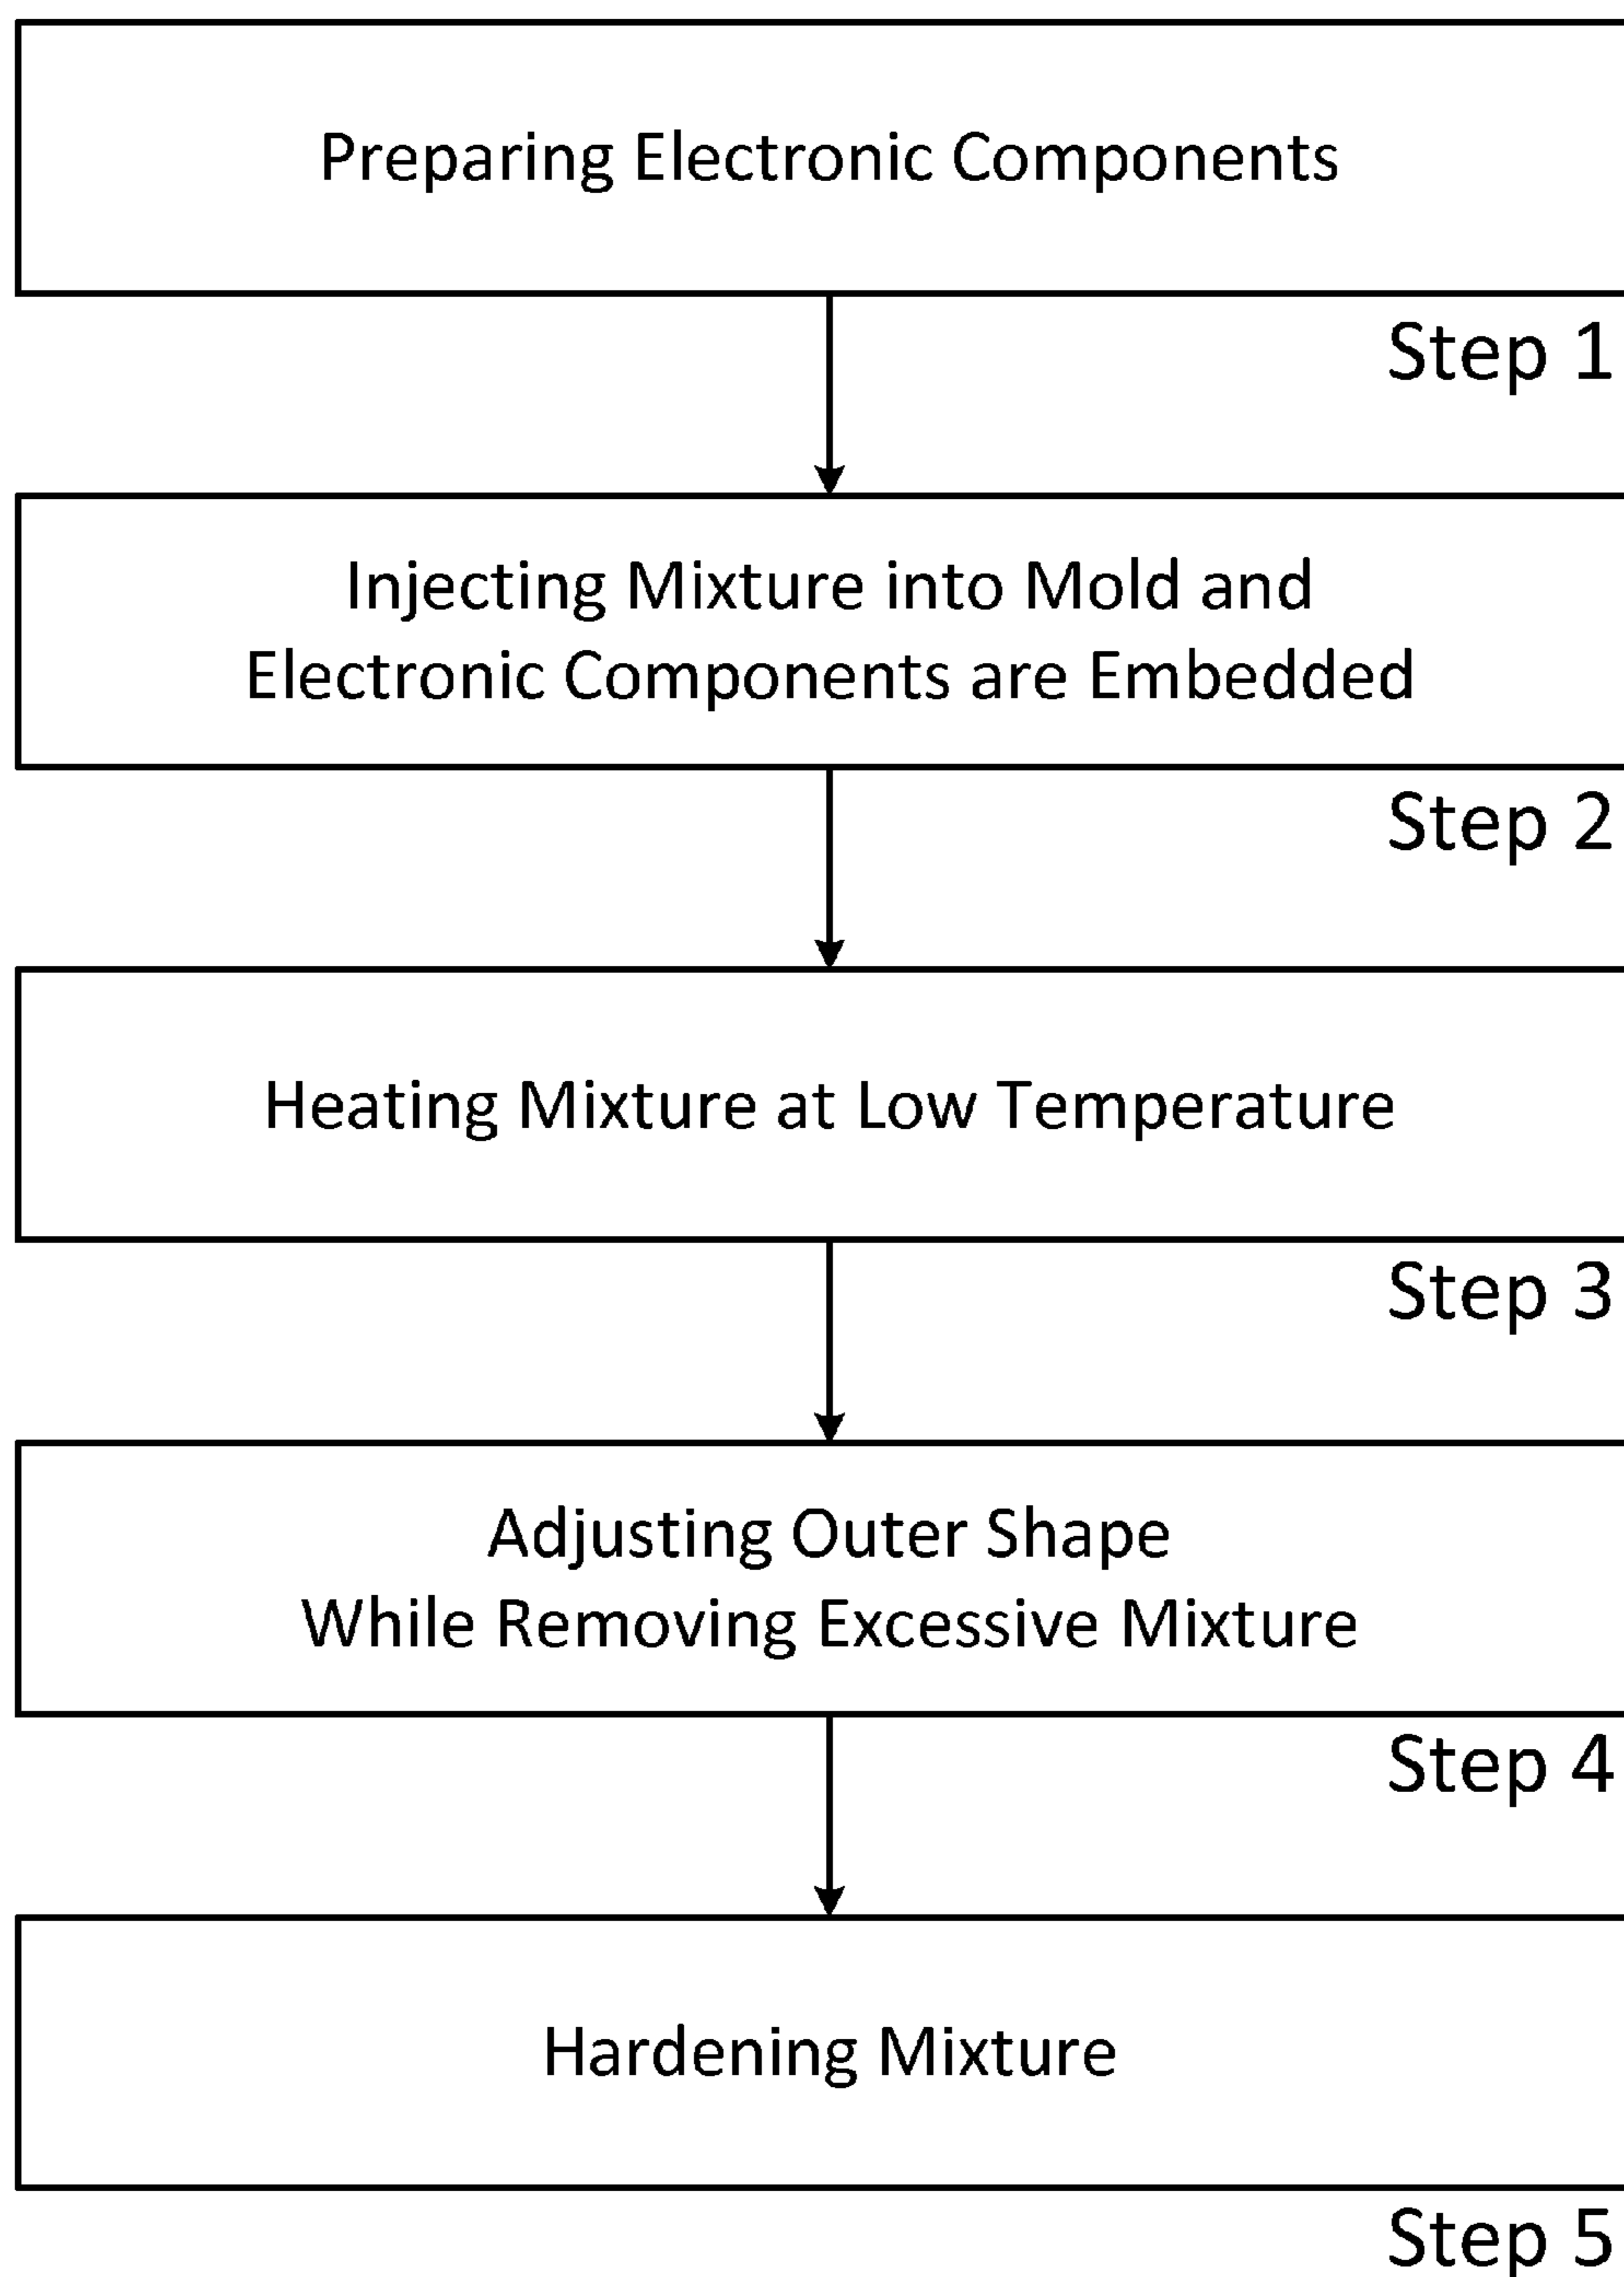 Preparing Electronic Components
Step 1
Injecting Mixture into Mold and
Electronic Components are Embedded
Step 2
Heating Mixture at Low Temperature
Step 3
Adjusting Outer Shape
While Removing Excessive Mixture
Step 4
Hardening Mixture
Step 5